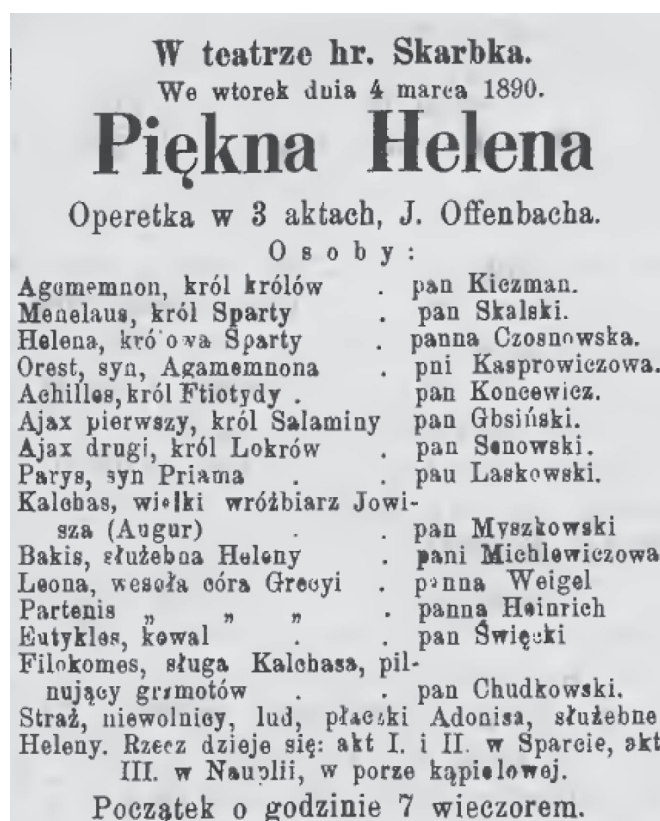 W teatrze hr. Skarbka.
We wtorek dnia 4 marca 1890.
Piękna Helena
Operetka w 3 aktach, J. Offenbacha.
Osoby:
Agememnon, król królów . pan Kiczman.
Menelaus, król Sparty . pan Skalski.
Helena, królowa Sparty . panna Czosnowska.
Orest, syn, Agamemnona . pni Kasprowiczowa.
Achilles, król Ftiotydy . pan Koncewicz.
Ajax pierwszy, król Salaminy pan Gbsiński.
Ajax drugi, król Lokrów . pan Senowski.
Parys, syn Priama . . pau Laskowski.
Kalchas, wielki wróżbiarz Jowi-
sza (Augur) . . pan Myszkowski
Bakis, służebna Heleny . pani Michlewiczowa
Leona, wesoła córa Grecyi . panna Weigel
Partenis „ „ „ . panna Heinrich
Eutykles, kowal . . pan Święcki
Filokomes, sługa Kalchasa, pil-
nujący grzmotów . . pan Chudkowski.
Straż, niewolnicy, lud, płaczki Adonisa, służebne
Heleny. Rzecz dzieje się: akt I. i II. w Sparcie, akt
III. w Nauplii, w porze kąpielowej.
Początek o godzinie 7 wieczorem.